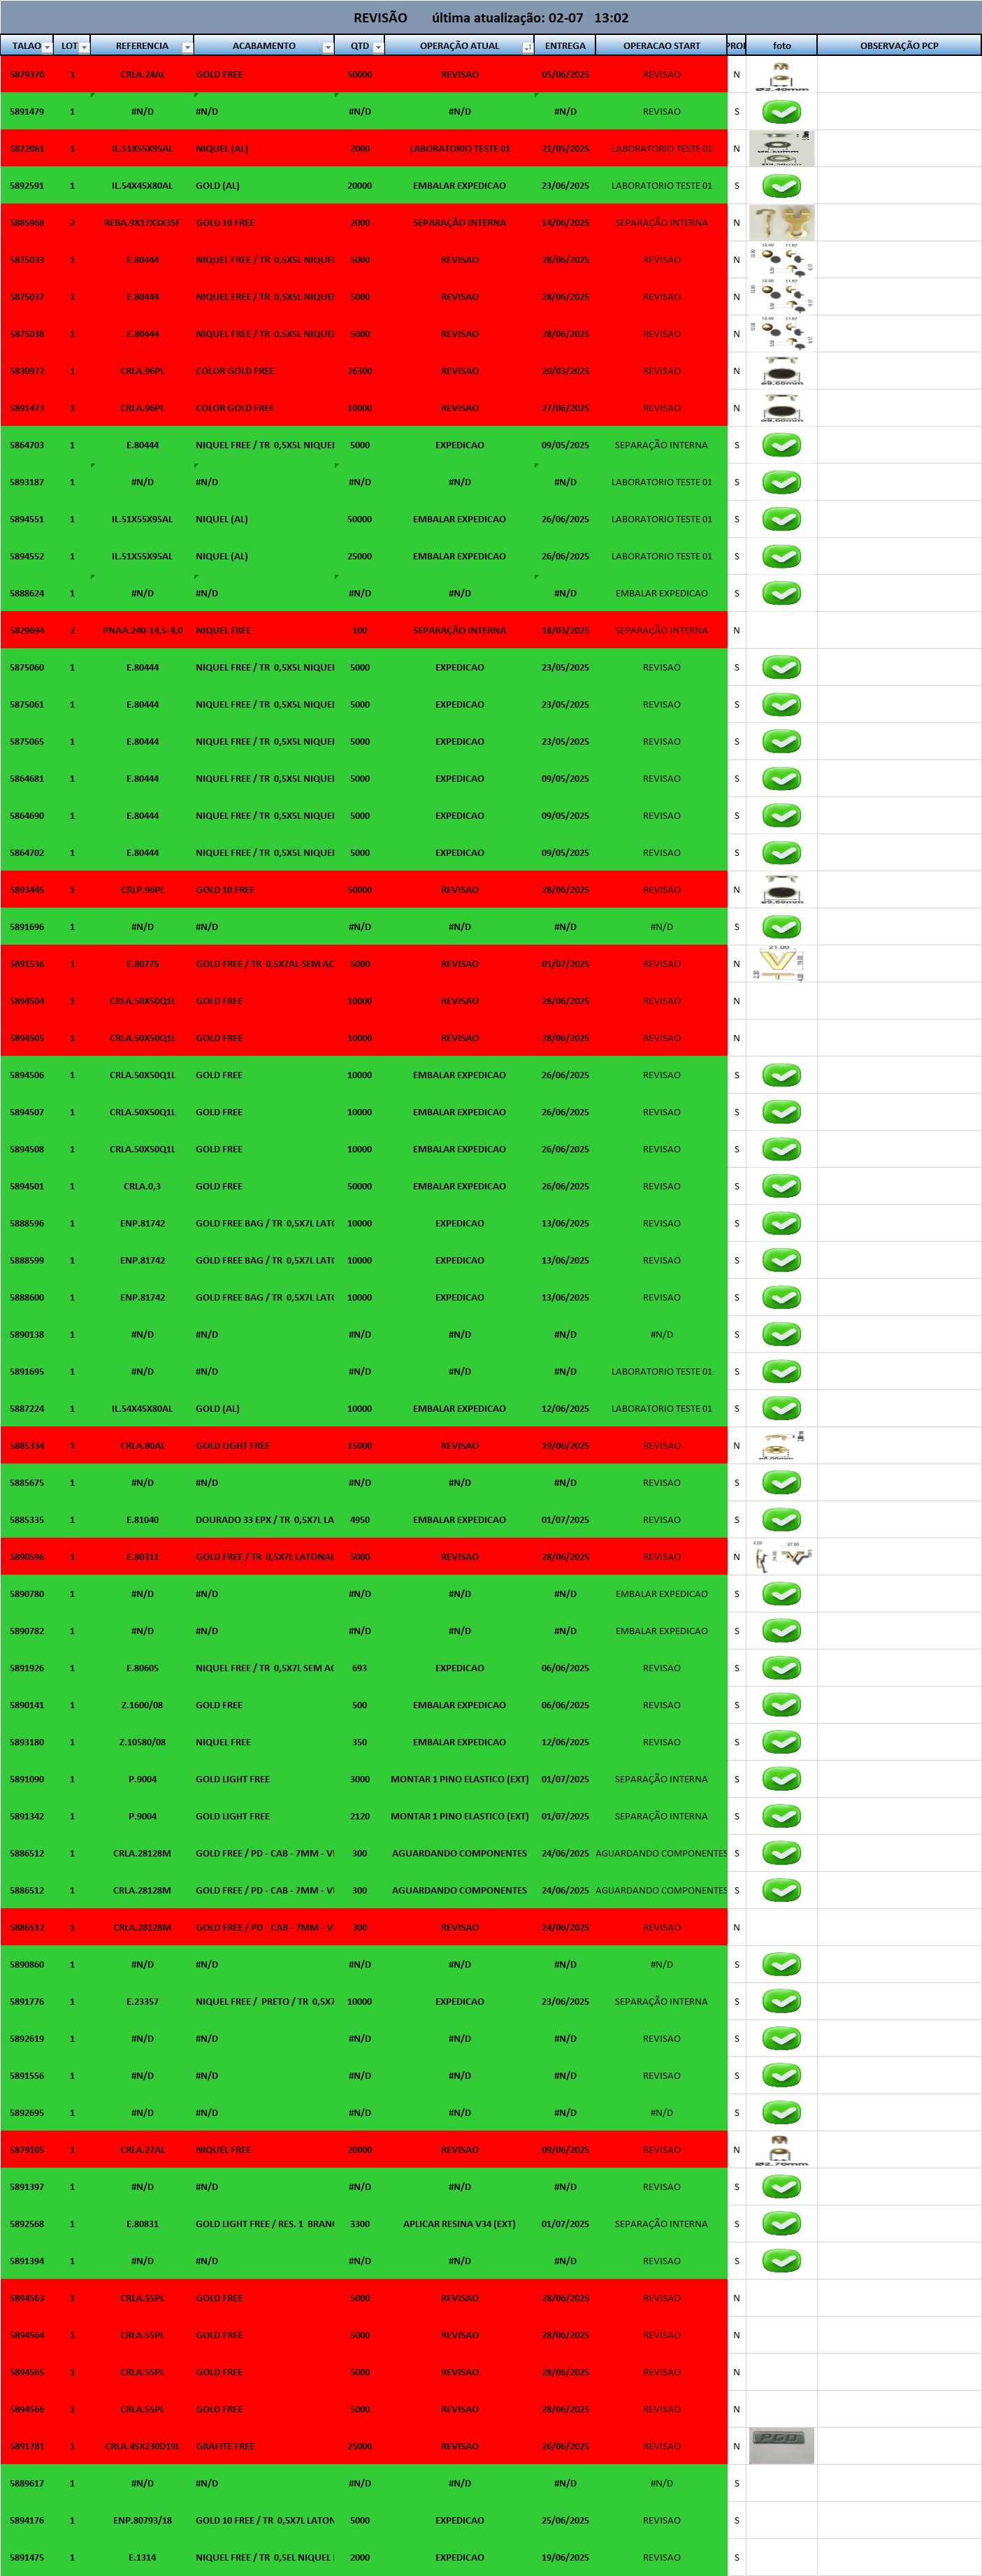 REVISÃO última atualização: 02-07 13:02
TALAO LOT REFERENCIA ACABAMENTO QTD OPERAÇÃO ATUAL ENTREGA OPERACAO START PROI foto OBSERVAÇÃO PCP
5879370 1 CRLA.24AL GOLD FREE 50000 REVISAO 05/06/2025 REVISAO N Ø2.40mm
5891479 1 #N/D #N/D #N/D #N/D #N/D REVISAO S
5872061 1 IL.51X55X95AL NIQUEL (AL) 2000 LABORATORIO TESTE 01 21/05/2025 LABORATORIO TESTE 01 N
5892591 1 IL.54X45X80AL GOLD (AL) 20000 EMBALAR EXPEDICAO 23/06/2025 LABORATORIO TESTE 01 S
5885968 2 REBA.9X17X3X3SF GOLD 10 FREE 2000 SEPARAÇÃO INTERNA 14/06/2025 SEPARAÇÃO INTERNA N
5875033 1 E.80444 NIQUEL FREE / TR 0,5X5L NIQUEI 5000 REVISAO 28/06/2025 REVISAO N
5875037 1 E.80444 NIQUEL FREE / TR 0,5X5L NIQUEI 5000 REVISAO 28/06/2025 REVISAO N
5875038 1 E.80444 NIQUEL FREE / TR 0,5X5L NIQUEI 5000 REVISAO 28/06/2025 REVISAO N
5830972 1 CRLA.96PL COLOR GOLD FREE 26300 REVISAO 20/03/2025 REVISAO N ø9.60mm
5891473 1 CRLA.96PL COLOR GOLD FREE 10000 REVISAO 27/06/2025 REVISAO N ø9.60mm
5864703 1 E.80444 NIQUEL FREE / TR 0,5X5L NIQUEI 5000 EXPEDICAO 09/05/2025 SEPARAÇÃO INTERNA S
5893187 1 #N/D #N/D #N/D #N/D #N/D LABORATORIO TESTE 01 S
5894551 1 IL.51X55X95AL NIQUEL (AL) 50000 EMBALAR EXPEDICAO 26/06/2025 LABORATORIO TESTE 01 S
5894552 1 IL.51X55X95AL NIQUEL (AL) 25000 EMBALAR EXPEDICAO 26/06/2025 LABORATORIO TESTE 01 S
5888624 1 #N/D #N/D #N/D #N/D #N/D EMBALAR EXPEDICAO S
5829694 2 PNAA.240-14,5-4,0 NIQUEL FREE 100 SEPARAÇÃO INTERNA 18/03/2025 SEPARAÇÃO INTERNA N
5875060 1 E.80444 NIQUEL FREE / TR 0,5X5L NIQUEI 5000 EXPEDICAO 23/05/2025 REVISAO S
5875061 1 E.80444 NIQUEL FREE / TR 0,5X5L NIQUEI 5000 EXPEDICAO 23/05/2025 REVISAO S
5875065 1 E.80444 NIQUEL FREE / TR 0,5X5L NIQUEI 5000 EXPEDICAO 23/05/2025 REVISAO S
5864681 1 E.80444 NIQUEL FREE / TR 0,5X5L NIQUEI 5000 EXPEDICAO 09/05/2025 REVISAO S
5864690 1 E.80444 NIQUEL FREE / TR 0,5X5L NIQUEI 5000 EXPEDICAO 09/05/2025 REVISAO S
5864702 1 E.80444 NIQUEL FREE / TR 0,5X5L NIQUEI 5000 EXPEDICAO 09/05/2025 REVISAO S
5893445 1 CRLP.96PL GOLD 10 FREE 50000 REVISAO 28/06/2025 REVISAO N ø9.60mm
5891696 1 #N/D #N/D #N/D #N/D #N/D #N/D S
5891536 1 E.80775 GOLD FREE / TR 0,5X7AL SEM AC 5000 REVISAO 01/07/2025 REVISAO N 21.00
5894504 1 CRLA.50X50Q1L GOLD FREE 10000 REVISAO 28/06/2025 REVISAO N
5894505 1 CRLA.50X50Q1L GOLD FREE 10000 REVISAO 28/06/2025 REVISAO N
5894506 1 CRLA.50X50Q1L GOLD FREE 10000 EMBALAR EXPEDICAO 26/06/2025 REVISAO S
5894507 1 CRLA.50X50Q1L GOLD FREE 10000 EMBALAR EXPEDICAO 26/06/2025 REVISAO S
5894508 1 CRLA.50X50Q1L GOLD FREE 10000 EMBALAR EXPEDICAO 26/06/2025 REVISAO S
5894501 1 CRLA.0,3 GOLD FREE 50000 EMBALAR EXPEDICAO 26/06/2025 REVISAO S
5888596 1 ENP.81742 GOLD FREE BAG / TR 0,5X7L LAT( 10000 EXPEDICAO 13/06/2025 REVISAO S
5888599 1 ENP.81742 GOLD FREE BAG / TR 0,5X7L LAT( 10000 EXPEDICAO 13/06/2025 REVISAO S
5888600 1 ENP.81742 GOLD FREE BAG / TR 0,5X7L LAT( 10000 EXPEDICAO 13/06/2025 REVISAO S
5890138 1 #N/D #N/D #N/D #N/D #N/D #N/D S
5891695 1 #N/D #N/D #N/D #N/D #N/D LABORATORIO TESTE 01 S
5887224 1 IL.54X45X80AL GOLD (AL) 10000 EMBALAR EXPEDICAO 12/06/2025 LABORATORIO TESTE 01 S
5885334 1 CRLA.80AL GOLD LIGHT FREE 15000 REVISAO 19/06/2025 REVISAO N
5885675 1 #N/D #N/D #N/D #N/D #N/D REVISAO S
5885335 1 E.81040 DOURADO 33 EPX / TR 0,5X7L LA 4950 EMBALAR EXPEDICAO 01/07/2025 REVISAO S
5890596 1 E.80311 GOLD FREE / TR 0,5X7L LATONAI 5000 REVISAO 28/06/2025 REVISAO N
5890780 1 #N/D #N/D #N/D #N/D #N/D EMBALAR EXPEDICAO S
5890782 1 #N/D #N/D #N/D #N/D #N/D EMBALAR EXPEDICAO S
5891926 1 E.80605 NIQUEL FREE / TR 0,5X7L SEM A( 693 EXPEDICAO 06/06/2025 REVISAO S
5890141 1 Z.1600/08 GOLD FREE 500 EMBALAR EXPEDICAO 06/06/2025 REVISAO S
5893180 1 Z.10580/08 NIQUEL FREE 350 EMBALAR EXPEDICAO 12/06/2025 REVISAO S
5891090 1 P.9004 GOLD LIGHT FREE 3000 MONTAR 1 PINO ELASTICO (EXT) 01/07/2025 SEPARAÇÃO INTERNA S
5891342 1 P.9004 GOLD LIGHT FREE 2120 MONTAR 1 PINO ELASTICO (EXT) 01/07/2025 SEPARAÇÃO INTERNA S
5886512 1 CRLA.28128M GOLD FREE / PD - CAB - 7MM - VI 300 AGUARDANDO COMPONENTES 24/06/2025 AGUARDANDO COMPONENTES S
5886512 1 CRLA.28128M GOLD FREE / PD - CAB - 7MM - VI 300 AGUARDANDO COMPONENTES 24/06/2025 AGUARDANDO COMPONENTES S
5886512 1 CRLA.28128M GOLD FREE / PD - CAB - 7MM - VI 300 REVISAO 24/06/2025 REVISAO N
5890860 1 #N/D #N/D #N/D #N/D #N/D #N/D S
5891776 1 E.23357 NIQUEL FREE / PRETO / TR 0,5X7 10000 EXPEDICAO 23/06/2025 SEPARAÇÃO INTERNA S
5892619 1 #N/D #N/D #N/D #N/D #N/D REVISAO S
5891556 1 #N/D #N/D #N/D #N/D #N/D REVISAO S
5892695 1 #N/D #N/D #N/D #N/D #N/D #N/D S
5879105 1 CRLA.27AL NIQUEL FREE 20000 REVISAO 09/06/2025 REVISAO N Ø2.70mm
5891397 1 #N/D #N/D #N/D #N/D #N/D REVISAO S
5892568 1 E.80831 GOLD LIGHT FREE / RES. 1 BRAN( 3300 APLICAR RESINA V34 (EXT) 01/07/2025 SEPARAÇÃO INTERNA S
5891394 1 #N/D #N/D #N/D #N/D #N/D REVISAO S
5894563 1 CRLA.55PL GOLD FREE 5000 REVISAO 28/06/2025 REVISAO N
5894564 1 CRLA.55PL GOLD FREE 5000 REVISAO 28/06/2025 REVISAO N
5894565 1 CRLA.55PL GOLD FREE 5000 REVISAO 28/06/2025 REVISAO N
5894566 1 CRLA.55PL GOLD FREE 5000 REVISAO 28/06/2025 REVISAO N
5891781 1 CRLA.45X230D19L GRAFITE FREE 25000 REVISAO 26/06/2025 REVISAO N
5889617 1 #N/D #N/D #N/D #N/D #N/D #N/D S
5894176 1 ENP.80793/18 GOLD 10 FREE / TR 0,5X7L LATON 5000 EXPEDICAO 25/06/2025 REVISAO S
5891475 1 E.1314 NIQUEL FREE / TR 0,5EL NIQUEL I 2000 EXPEDICAO 19/06/2025 REVISAO S